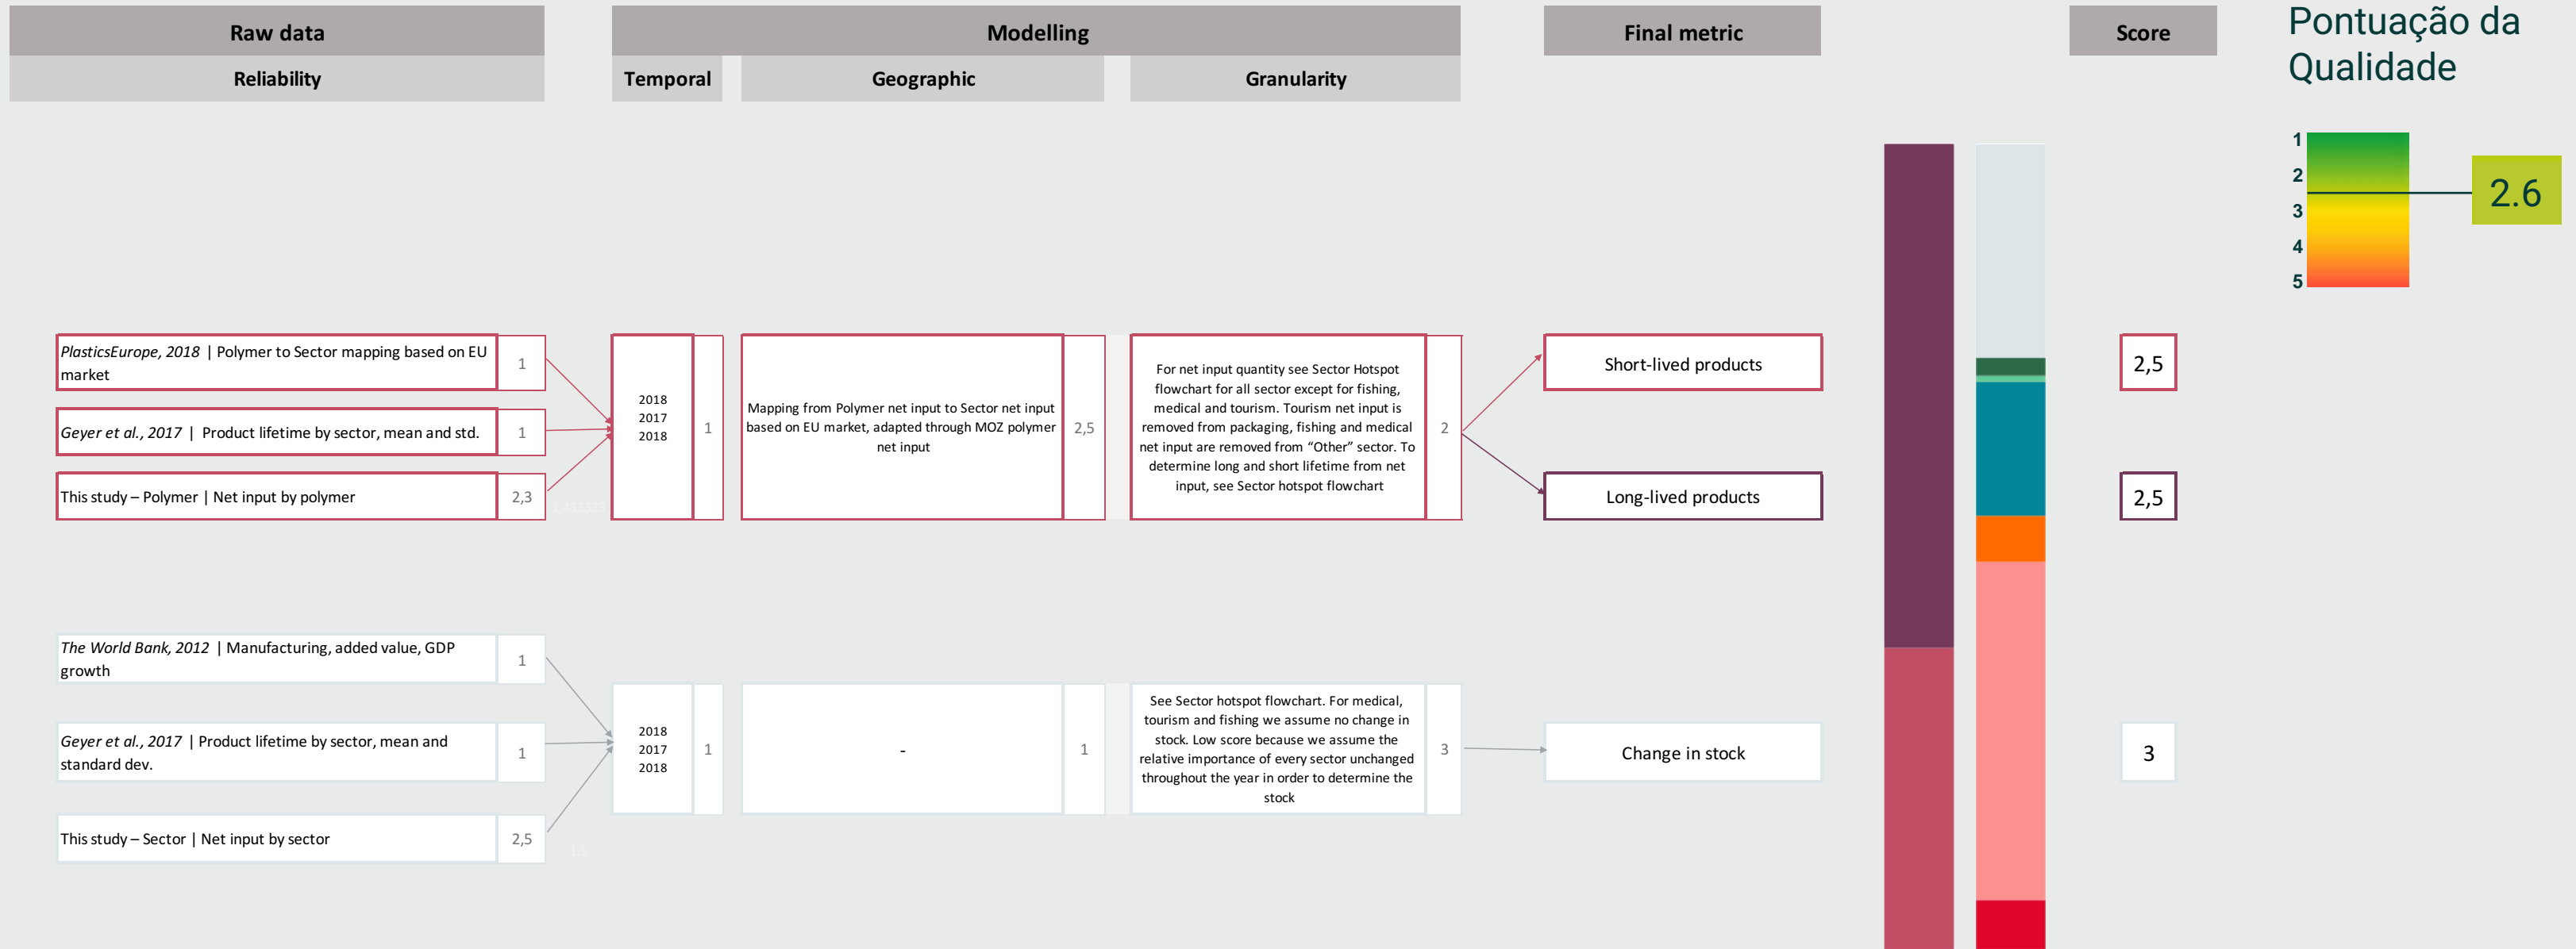 Raw data
Modelling
Final metric
Score
Pontuação da
Qualidade
Reliability
Temporal
Geographic
Granularity
1
2
3
4
5
2.6
PlasticsEurope, 2018 | Polymer to Sector mapping based on EU
market
1
Geyer et al., 2017 | Product lifetime by sector, mean and std.
1
This study – Polymer | Net input by polymer
2,3
1,433333
2018
2017
2018
1
Mapping from Polymer net input to Sector net input
based on EU market, adapted through MOZ polymer
net input
2,5
For net input quantity see Sector Hotspot
flowchart for all sector except for fishing,
medical and tourism. Tourism net input is
removed from packaging, fishing and medical
net input are removed from “Other” sector. To
determine long and short lifetime from net
input, see Sector hotspot flowchart
2
Short-lived products
2,5
Long-lived products
2,5
The World Bank, 2012 | Manufacturing, added value, GDP
growth
1
Geyer et al., 2017 | Product lifetime by sector, mean and
standard dev.
1
This study – Sector | Net input by sector
2,5
1,5
2018
2017
2018
1
-
1
See Sector hotspot flowchart. For medical,
tourism and fishing we assume no change in
stock. Low score because we assume the
relative importance of every sector unchanged
throughout the year in order to determine the
stock
3
Change in stock
3